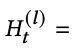 $H_t^{(l)} =$